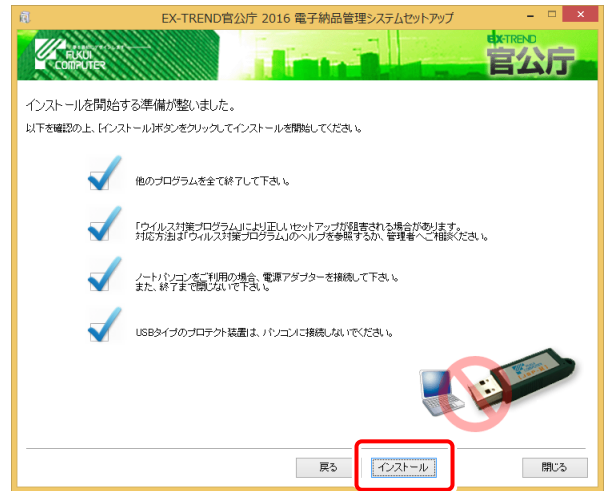 EX-TREND官公庁 2016 電子納品管理システムセットアップ
FUKUI
COMPUTER
EX-TREND
官公庁
インストールを開始する準備が整いました。
以下を確認の上、[インストール]ボタンをクリックしてインストールを開始してください。
他のプログラムを全て終了して下さい。
「ウイルス対策プログラム」により正しいセットアップが阻害される場合があります。
対応方法は「ウィルス対策プログラム」のヘルプを参照するか、管理者へご相談ください。
ノートパソコンをご利用の場合、電源アダプターを接続して下さい。
また、終了まで閉じないで下さい。
USBタイプのプロテクト装置は、パソコンに接続しないでください。
戻る
インストール
閉じる